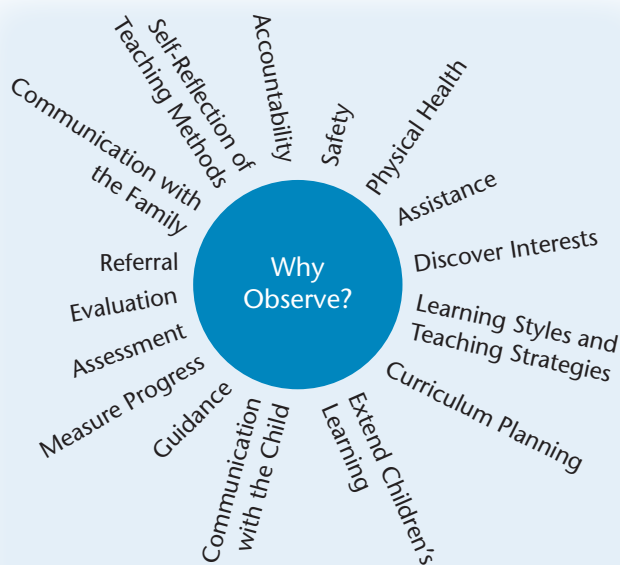 Why
Observe?
Safety
Physical Health
Assistance
Discover Interests
Learning Styles and
Teaching Strategies
Curriculum Planning
Extend Children's
Learning
Communication
with the Child
Guidance
Measure Progress
Assessment
Evaluation
Referral
Communication with
the Family
Self-Reflection of
Teaching Methods
Accountability